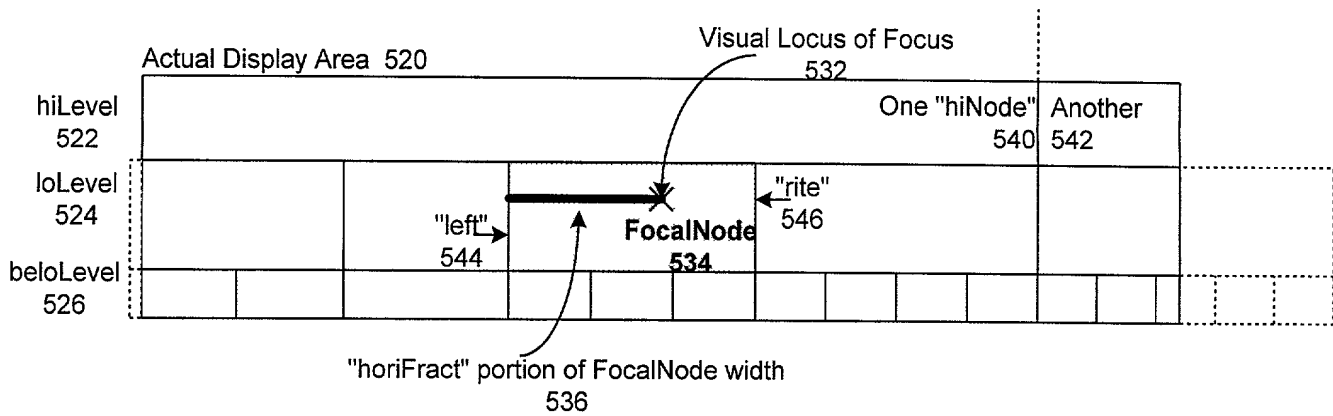 Visual Locus of Focus
532
Actual Display Area 520
hiLevel
522
One "hiNode"
540
Another
542
loLevel
524
"left"
544
FocalNode
534
"rite"
546
beloLevel
526
"horiFract" portion of FocalNode width
536